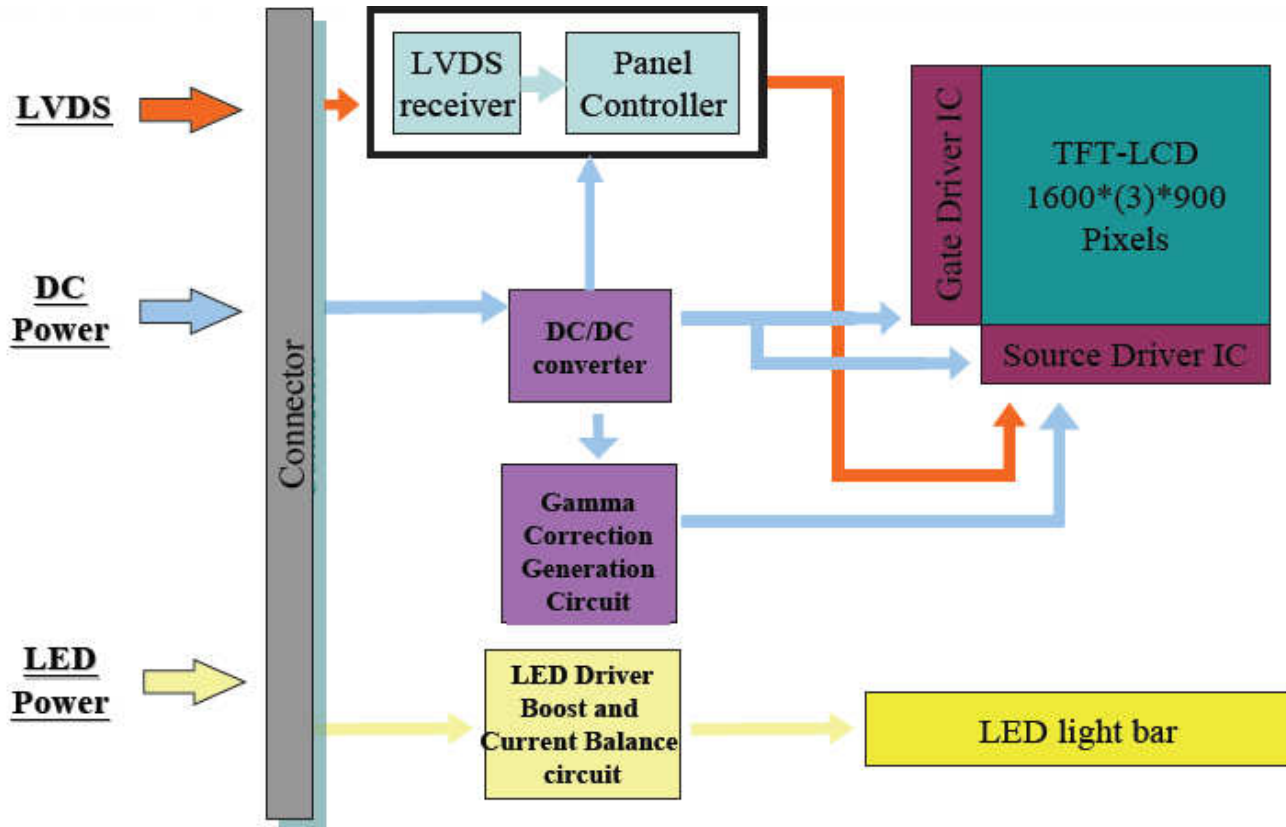 LVDS
LVDS
receiver
Panel
Controller
Gate Driver IC
TFT-LCD
1600*(3)*900
Pixels
Source Driver IC
DC
Power
Connector
DC/DC
converter
Gamma
Correction
Generation
Circuit
LED
Power
LED Driver
Boost and
Current Balance
circuit
LED light bar